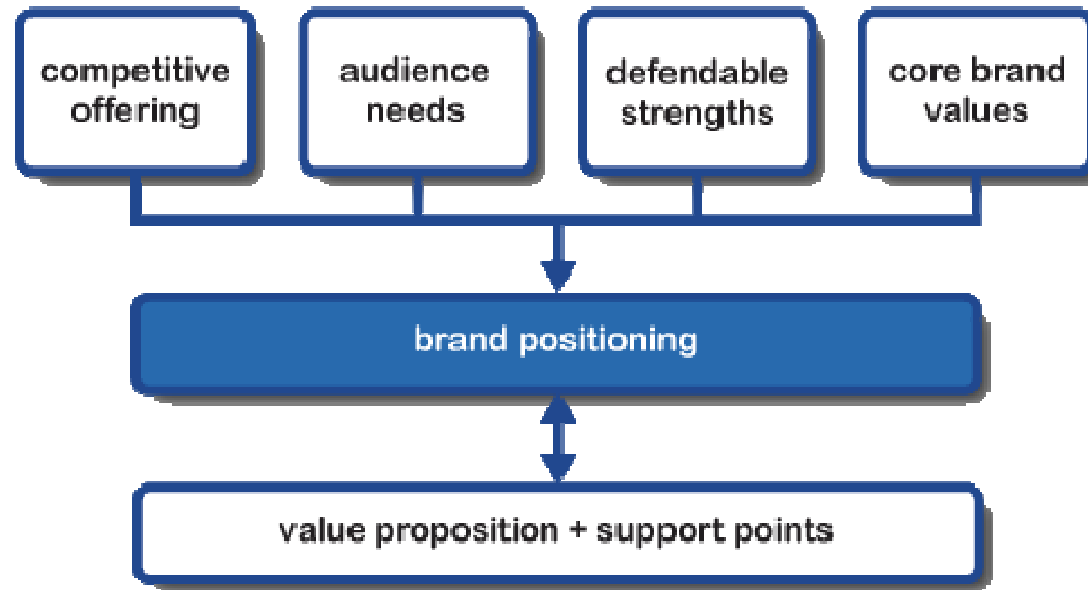 competitive
offering
audience
needs
defendable
strengths
core brand
values
brand positioning
value proposition + support points